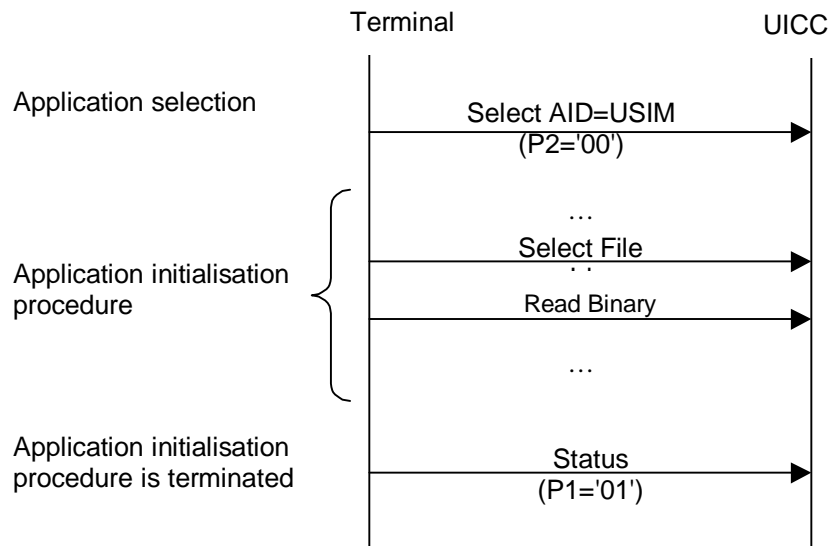 Terminal UICC
Application selection
Select AID=USIM
(P2='00')
...
Select File
. .
Application initialisation
procedure
Read Binary
...
Application initialisation
procedure is terminated
Status
(P1='01')